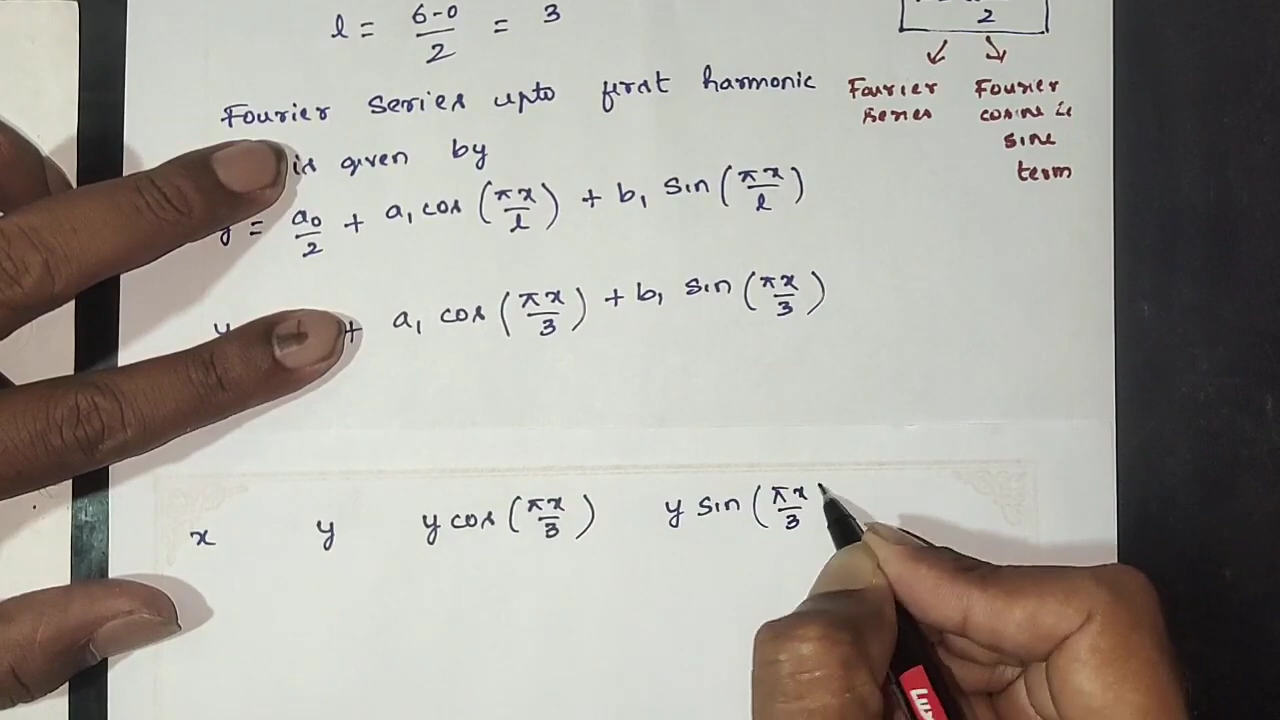 l = 6-0/2 = 3
2
Fourier series upto first harmonic
Fourier series
Fourier cosine & sine term
is given by
y = a₀/2 + a₁ cos (πx/l) + b₁ sin (πx/l)
+ a₁ cos (πx/3) + b₁ sin (πx/3)
x y y cos (πx/3) y sin (πx/3